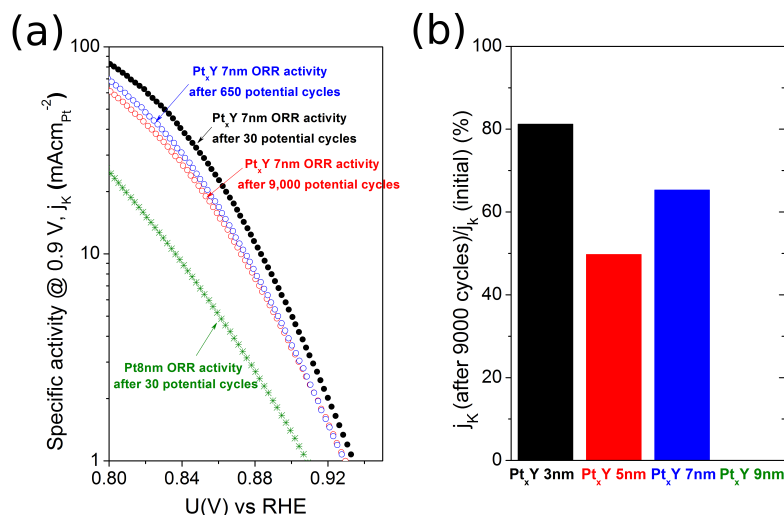 (a)
Specific activity @ 0.9 V, jK (mAcmPt-2)
100
10
1
PtxY 7nm ORR activity
after 650 potential cycles
PtxY 7nm ORR activity
after 30 potential cycles
PtxY 7nm ORR activity
after 9,000 potential cycles
Pt8nm ORR activity
after 30 potential cycles
0.80 0.84 0.88 0.92
U(V) vs RHE
(b)
jK (after 9000 cycles)/jK (initial) (%)
100
80
60
40
20
0
PtxY 3nm PtxY 5nm PtxY 7nm PtxY 9nm